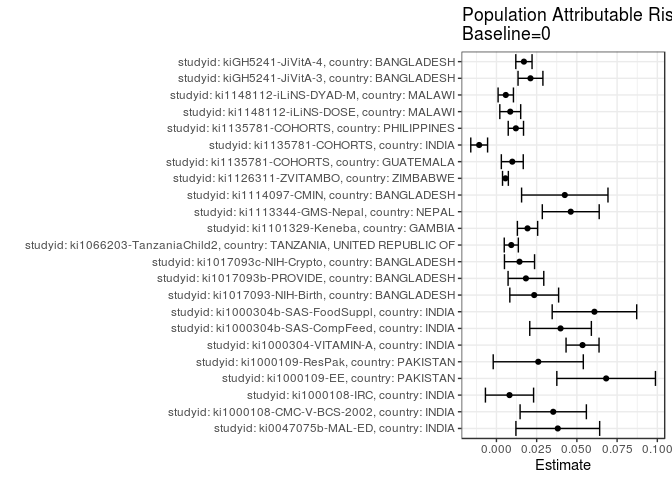 Population Attributable Ris
Baseline=0
studyid: kiGH5241-JiVitA-4, country: BANGLADESH
studyid: kiGH5241-JiVitA-3, country: BANGLADESH
studyid: ki1148112-iLiNS-DYAD-M, country: MALAWI
studyid: ki1148112-iLiNS-DOSE, country: MALAWI
studyid: ki1135781-COHORTS, country: PHILIPPINES
studyid: ki1135781-COHORTS, country: INDIA
studyid: ki1135781-COHORTS, country: GUATEMALA
studyid: ki1126311-ZVITAMBO, country: ZIMBABWE
studyid: ki1114097-CMIN, country: BANGLADESH
studyid: ki1113344-GMS-Nepal, country: NEPAL
studyid: ki1101329-Keneba, country: GAMBIA
studyid: ki1066203-TanzaniaChild2, country: TANZANIA, UNITED REPUBLIC OF
studyid: ki1017093c-NIH-Crypto, country: BANGLADESH
studyid: ki1017093b-PROVIDE, country: BANGLADESH
studyid: ki1017093-NIH-Birth, country: BANGLADESH
studyid: ki1000304b-SAS-FoodSuppl, country: INDIA
studyid: ki1000304b-SAS-CompFeed, country: INDIA
studyid: ki1000304-VITAMIN-A, country: INDIA
studyid: ki1000109-ResPak, country: PAKISTAN
studyid: ki1000109-EE, country: PAKISTAN
studyid: ki1000108-IRC, country: INDIA
studyid: ki1000108-CMC-V-BCS-2002, country: INDIA
studyid: ki0047075b-MAL-ED, country: INDIA
0.000 0.025 0.050 0.075 0.100
Estimate